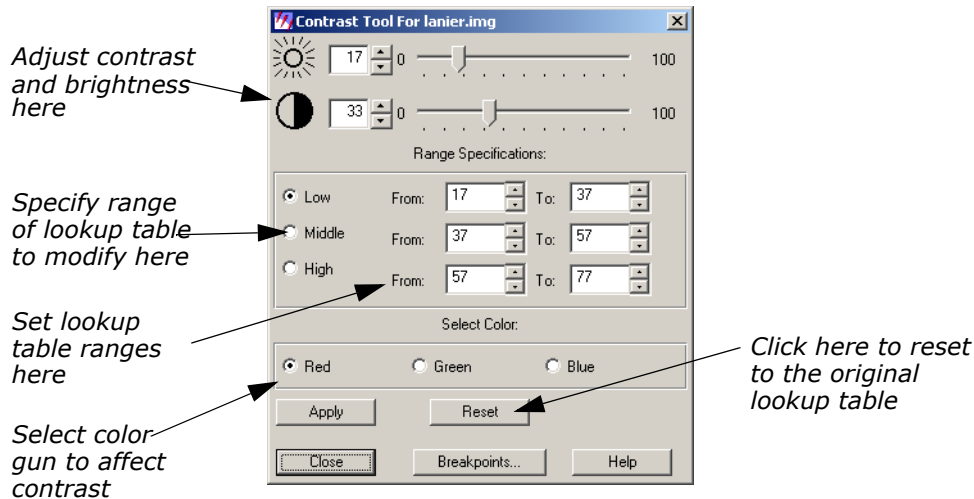 Contrast Tool For lanier.img
17 0 100
33 0 100
Adjust contrast
and brightness
here
Range Specifications:
Low From: 17 To: 37
Middle From: 37 To: 57
High From: 57 To: 77
Specify range
of lookup table
to modify here
Set lookup
table ranges
here
Select Color:
Red Green Blue
Apply Reset
Close Breakpoints... Help
Click here to reset
to the original
lookup table
Select color
gun to affect
contrast